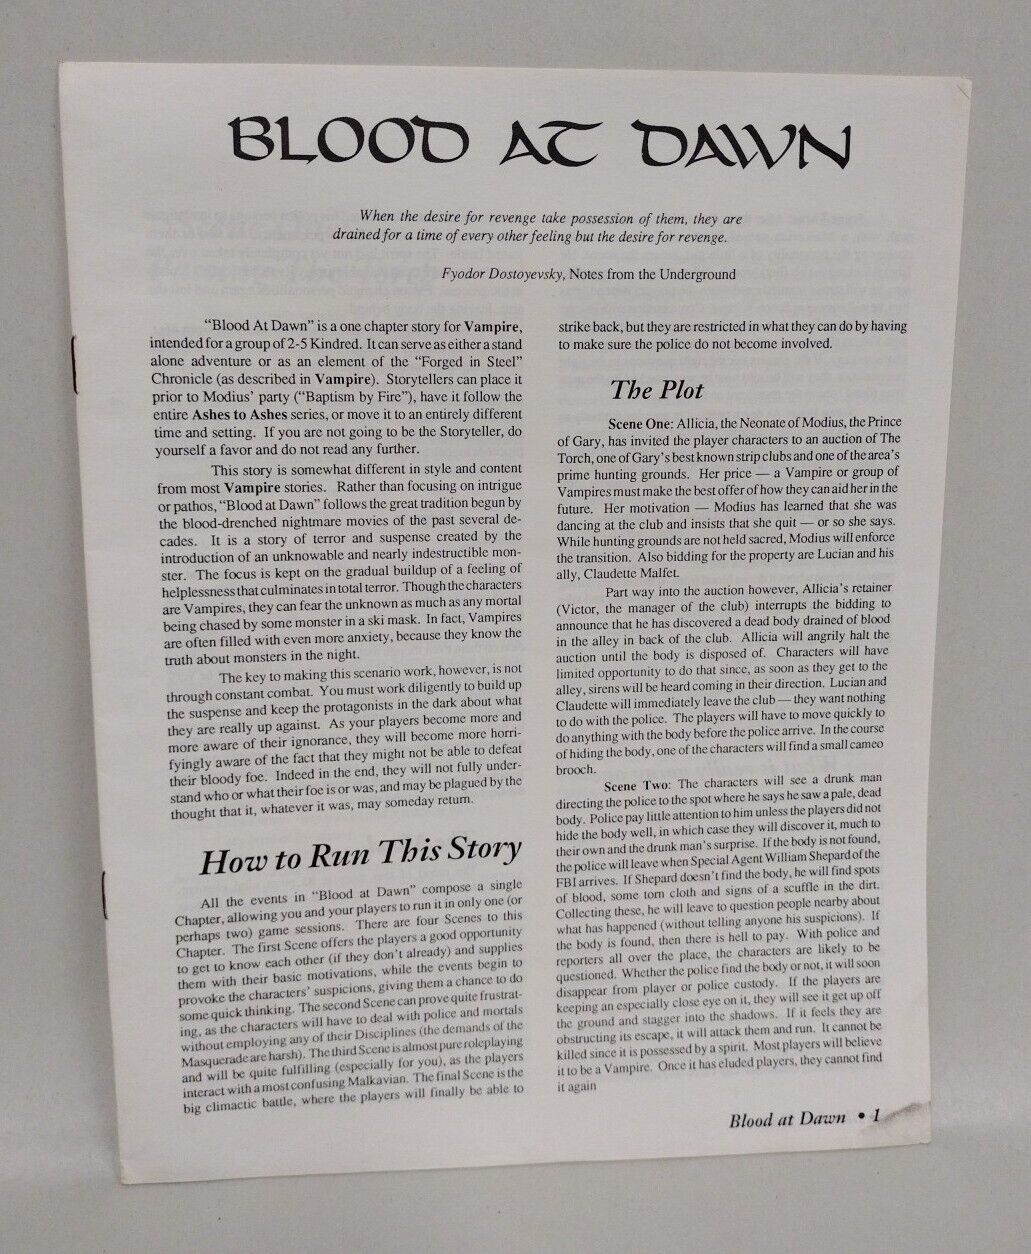 BLOOD AT DAWN
When the desire for revenge take possession of them, they are
drained for a time of every other feeling but the desire for revenge.
Fyodor Dostoyevsky, Notes from the Underground
"Blood At Dawn" is a one chapter story for Vampire,
intended for a group of 2-5 Kindred. It can serve as either a stand
alone adventure or as an element of the "Forged in Steel"
Chronicle (as described in Vampire). Storytellers can place it
prior to Modius' party ("Baptism by Fire"), have it follow the
entire Ashes to Ashes series, or move it to an entirely different
time and setting. If you are not going to be the Storyteller, do
yourself a favor and do not read any further.
This story is somewhat different in style and content
from most Vampire stories. Rather than focusing on intrigue
or pathos, "Blood at Dawn" follows the great tradition begun by
the blood-drenched nightmare movies of the past several de-
cades. It is a story of terror and suspense created by the
introduction of an unknowable and nearly indestructible mon-
ster. The focus is kept on the gradual buildup of a feeling of
helplessness that culminates in total terror. Though the characters
are Vampires, they can fear the unknown as much as any mortal
being chased by some monster in a ski mask. In fact, Vampires
are often filled with even more anxiety, because they know the
truth about monsters in the night.
The key to making this scenario work, however, is not
through constant combat. You must work diligently to build up
the suspense and keep the protagonists in the dark about what
they are really up against. As your players become more and
more aware of their ignorance, they will become more horri-
fyingly aware of the fact that they might not be able to defeat
their bloody foe. Indeed in the end, they will not fully under-
stand who or what their foe is or was, and may be plagued by the
thought that it, whatever it was, may someday return.
How to Run This Story
All the events in "Blood at Dawn" compose a single
Chapter, allowing you and your players to run it in only one (or
perhaps two) game sessions. There are four Scenes to this
Chapter. The first Scene offers the players a good opportunity
to get to know each other (if they don't already) and supplies
them with their basic motivations, while the events begin to
provoke the characters' suspicions, giving them a chance to do
some quick thinking. The second Scene can prove quite frustrat-
ing, as the characters will have to deal with police and mortals
without employing any of their Disciplines (the demands of the
Masquerade are harsh). The third Scene is almost pure roleplaying
and will be quite fulfilling (especially for you), as the players
interact with a most confusing Malkavian. The final Scene is the
big climactic battle, where the players will finally be able to
strike back, but they are restricted in what they can do by having
to make sure the police do not become involved.
The Plot
Scene One: Allicia, the Neonate of Modius, the Prince
of Gary, has invited the player characters to an auction of The
Torch, one of Gary's best known strip clubs and one of the area's
prime hunting grounds. Her price — a Vampire or group of
Vampires must make the best offer of how they can aid her in the
future. Her motivation — Modius has learned that she was
dancing at the club and insists that she quit — or so she says.
While hunting grounds are not held sacred, Modius will enforce
the transition. Also bidding for the property are Lucian and his
ally, Claudette Malfet.
Part way into the auction however, Allicia's retainer
(Victor, the manager of the club) interrupts the bidding to
announce that he has discovered a dead body drained of blood
in the alley in back of the club. Allicia will angrily halt the
auction until the body is disposed of. Characters will have
limited opportunity to do that since, as soon as they get to the
alley, sirens will be heard coming in their direction. Lucian and
Claudette will immediately leave the club — they want nothing
to do with the police. The players will have to move quickly to
do anything with the body before the police arrive. In the course
of hiding the body, one of the characters will find a small cameo
brooch.
Scene Two: The characters will see a drunk man
directing the police to the spot where he says he saw a pale, dead
body. Police pay little attention to him unless the players did not
hide the body well, in which case they will discover it, much to
their own and the drunk man's surprise. If the body is not found,
the police will leave when Special Agent William Shepard of the
FBI arrives. If Shepard doesn't find the body, he will find spots
of blood, some torn cloth and signs of a scuffle in the dirt.
Collecting these, he will leave to question people nearby about
what has happened (without telling anyone his suspicions). If
the body is found, then there is hell to pay. With police and
reporters all over the place, the characters are likely to be
questioned. Whether the police find the body or not, it will soon
disappear from player or police custody. If the players are
keeping an especially close eye on it, they will see it get up off
the ground and stagger into the shadows. If it feels they are
obstructing its escape, it will attack them and run. It cannot be
killed since it is possessed by a spirit. Most players will believe
it to be a Vampire. Once it has eluded players, they cannot find
it again
Blood at Dawn • 1